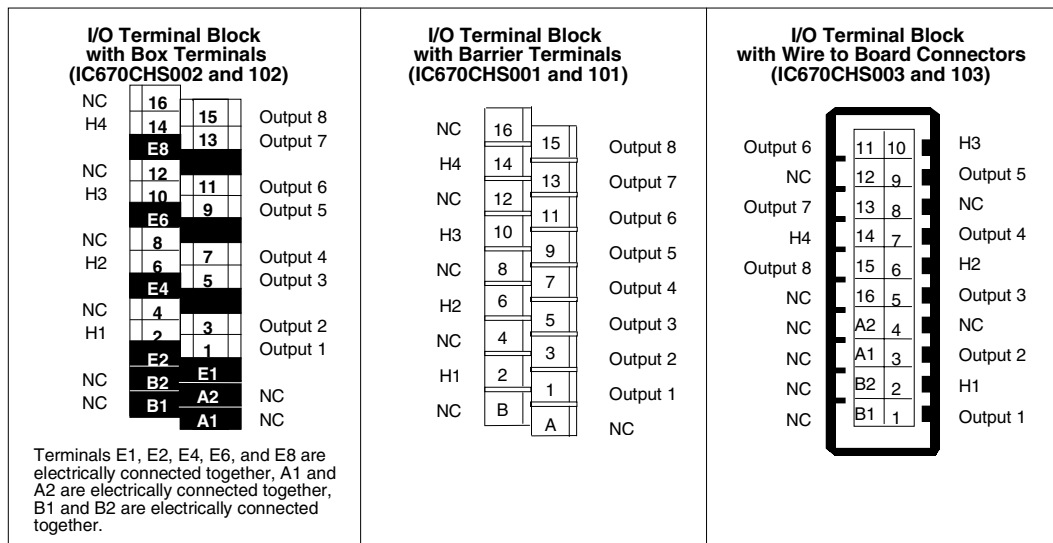 I/O Terminal Block
with Box Terminals
(IC670CHS002 and 102)
NC 16
15 Output 8
H4 14
13 Output 7
E8
NC 12
11 Output 6
H3 10
9 Output 5
E6
NC 8
7 Output 4
H2 6
5 Output 3
E4
NC 4
3 Output 2
H1 2
1 Output 1
E2
E1
NC B2
A2 NC
NC B1
A1 NC
Terminals E1, E2, E4, E6, and E8 are
electrically connected together, A1 and
A2 are electrically connected together,
B1 and B2 are electrically connected
together.
I/O Terminal Block
with Barrier Terminals
(IC670CHS001 and 101)
NC 16
15 Output 8
H4 14
13 Output 7
NC 12
11 Output 6
H3 10
9 Output 5
NC 8
7 Output 4
H2 6
5 Output 3
NC 4
3 Output 2
H1 2
1 Output 1
NC B
A NC
I/O Terminal Block
with Wire to Board Connectors
(IC670CHS003 and 103)
Output 6 11 10 H3
NC 12 9 Output 5
Output 7 13 8 NC
H4 14 7 Output 4
Output 8 15 6 H2
NC 16 5 Output 3
NC A2 4 NC
NC A1 3 Output 2
NC B2 2 H1
NC B1 1 Output 1